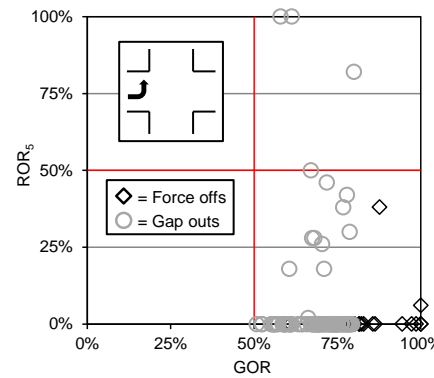 100%
75%
50%
25%
0%
ROR5
◇ = Force offs
○ = Gap outs
0% 25% 50% 75% 100%
GOR